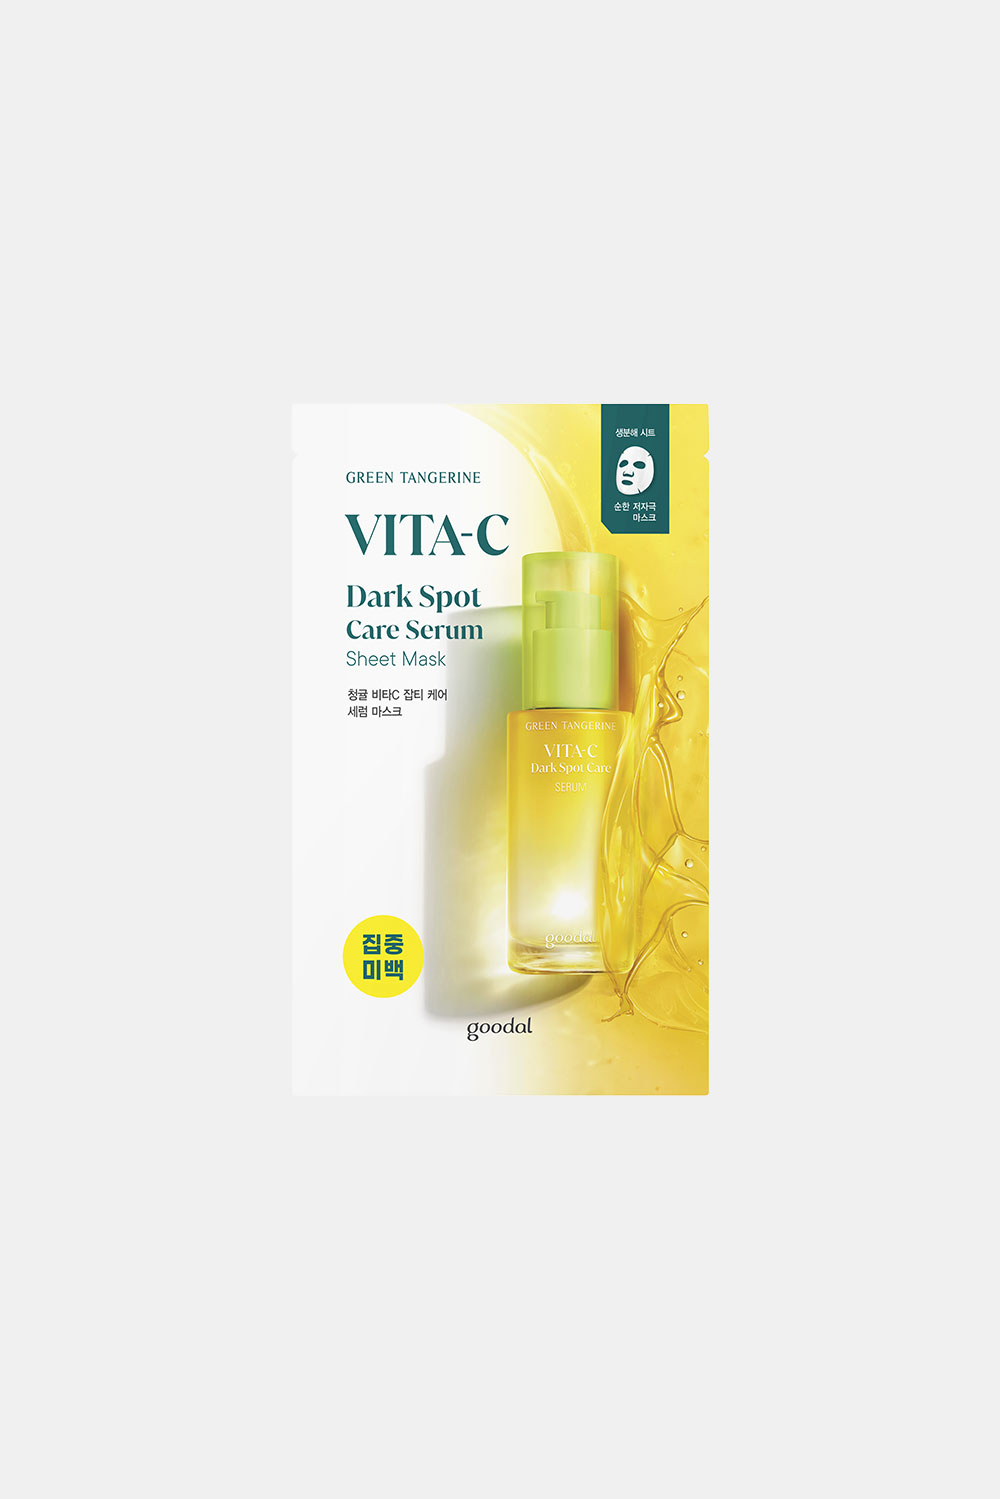 생분해 시트
순한 저자극
마스크
GREEN TANGERINE
VITA-C
Dark Spot
Care Serum
Sheet Mask
청귤 비타C 잡티 케어
세럼 마스크
GREEN TANGERINE
VITA-C
Dark Spot Care
SERUM
goodal
집중
미백
goodal